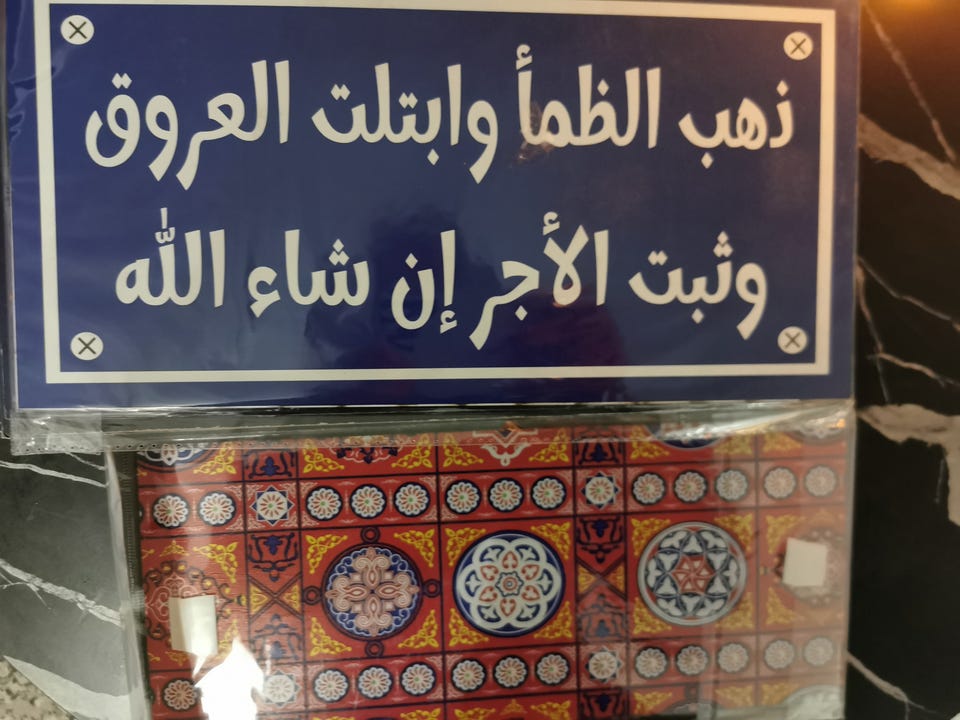 ذهب الظمأ وابتلت العروق
وثبت الأجر إن شاء الله